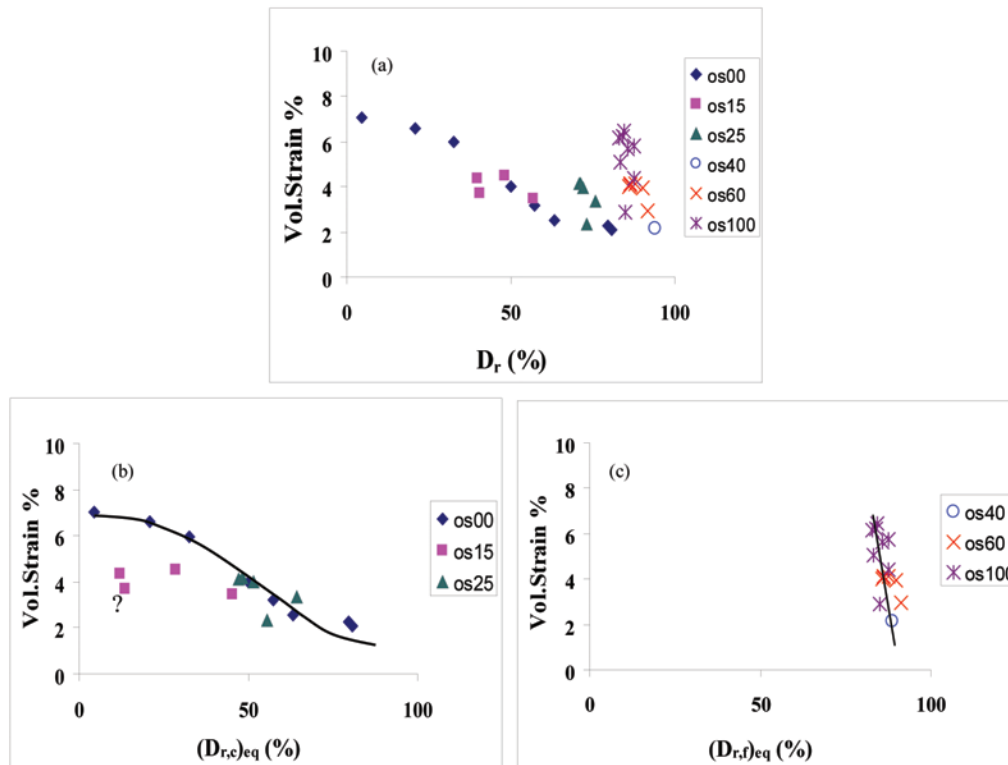 (a)
Vol.Strain %
10
8
6
4
2
0
0 50 100
Dr (%)
os00
os15
os25
os40
os60
os100
(b)
Vol.Strain %
10
8
6
4
2
0
?
0 50 100
(Dr,c)eq (%)
os00
os15
os25
(c)
Vol.Strain %
10
8
6
4
2
0
0 50 100
(Dr,f)eq (%)
os40
os60
os100